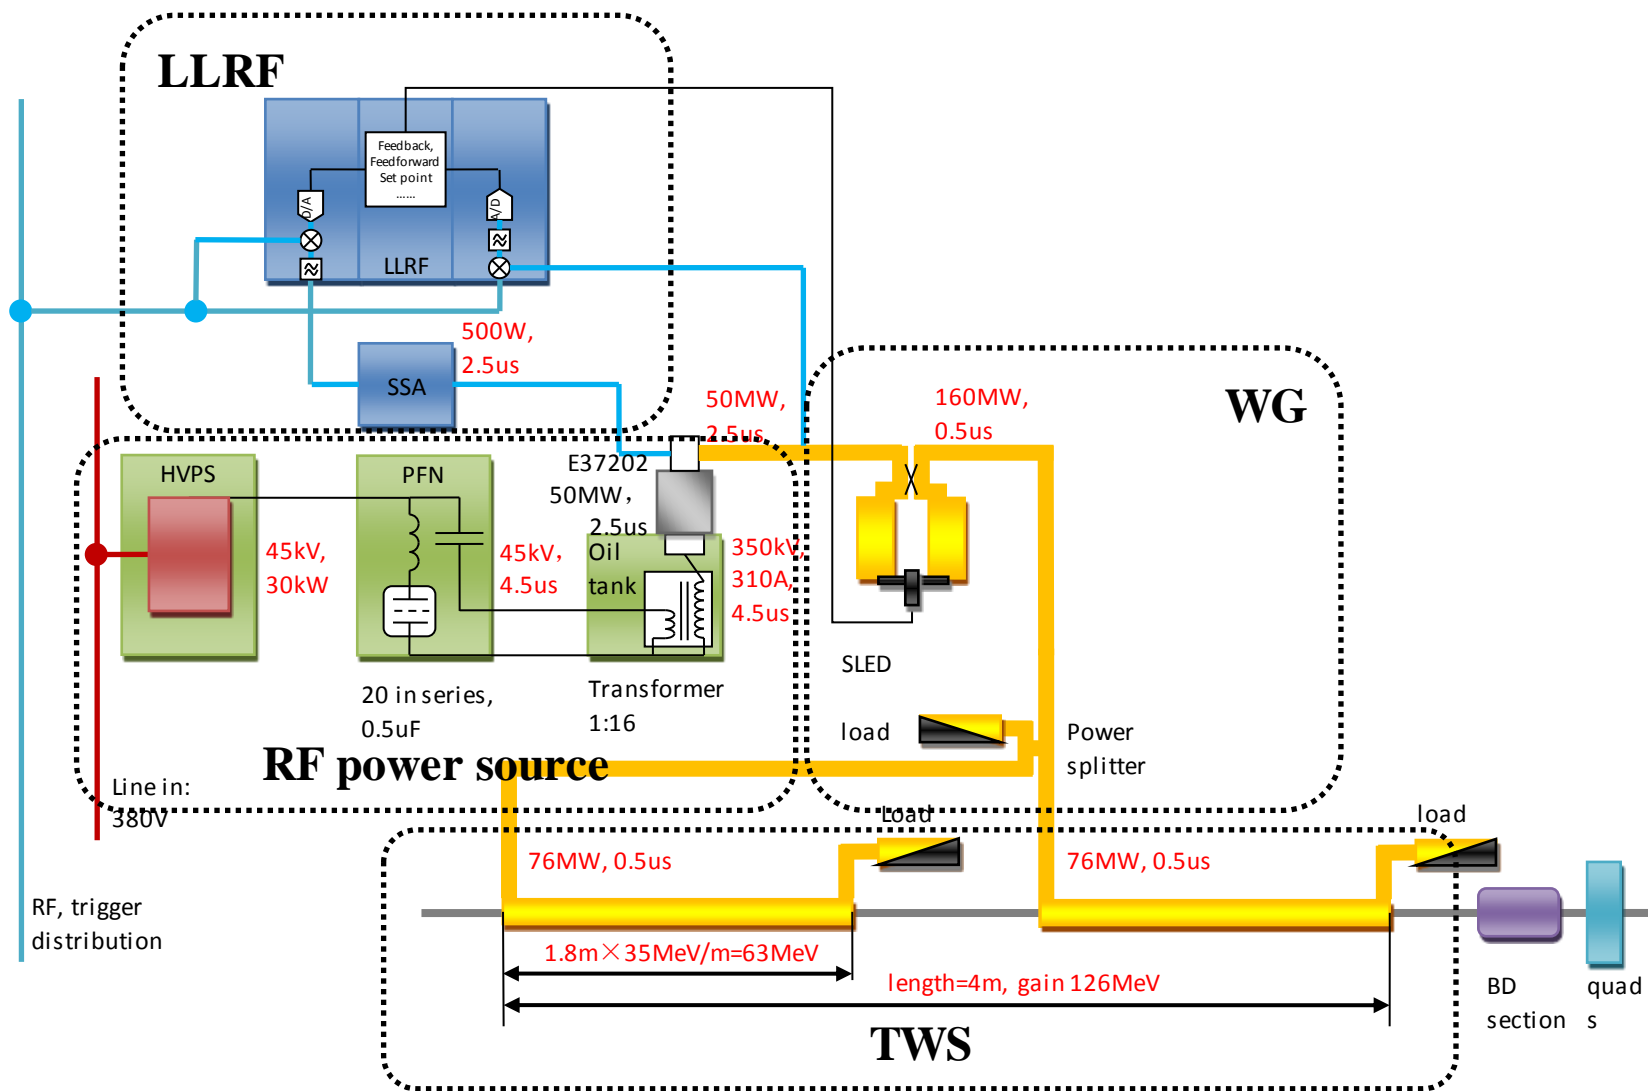 LLRF
Feedback,
Feedforward
Set point
......
D/A
A/D
LLRF
500W,
2.5us
SSA
50MW,
2.5us
160MW,
0.5us
WG
HVPS
PFN
E37202
50MW,
2.5us
45kV,
30kW
45kV,
4.5us
Oil
tank
350kV,
310A,
4.5us
SLED
20 in series,
0.5uF
Transformer
1:16
load
Power
splitter
RF power source
Line in:
380V
Load
load
76MW, 0.5us
76MW, 0.5us
RF, trigger
distribution
1.8m×35MeV/m=63MeV
length=4m, gain 126MeV
BD
section
quad
s
TWS